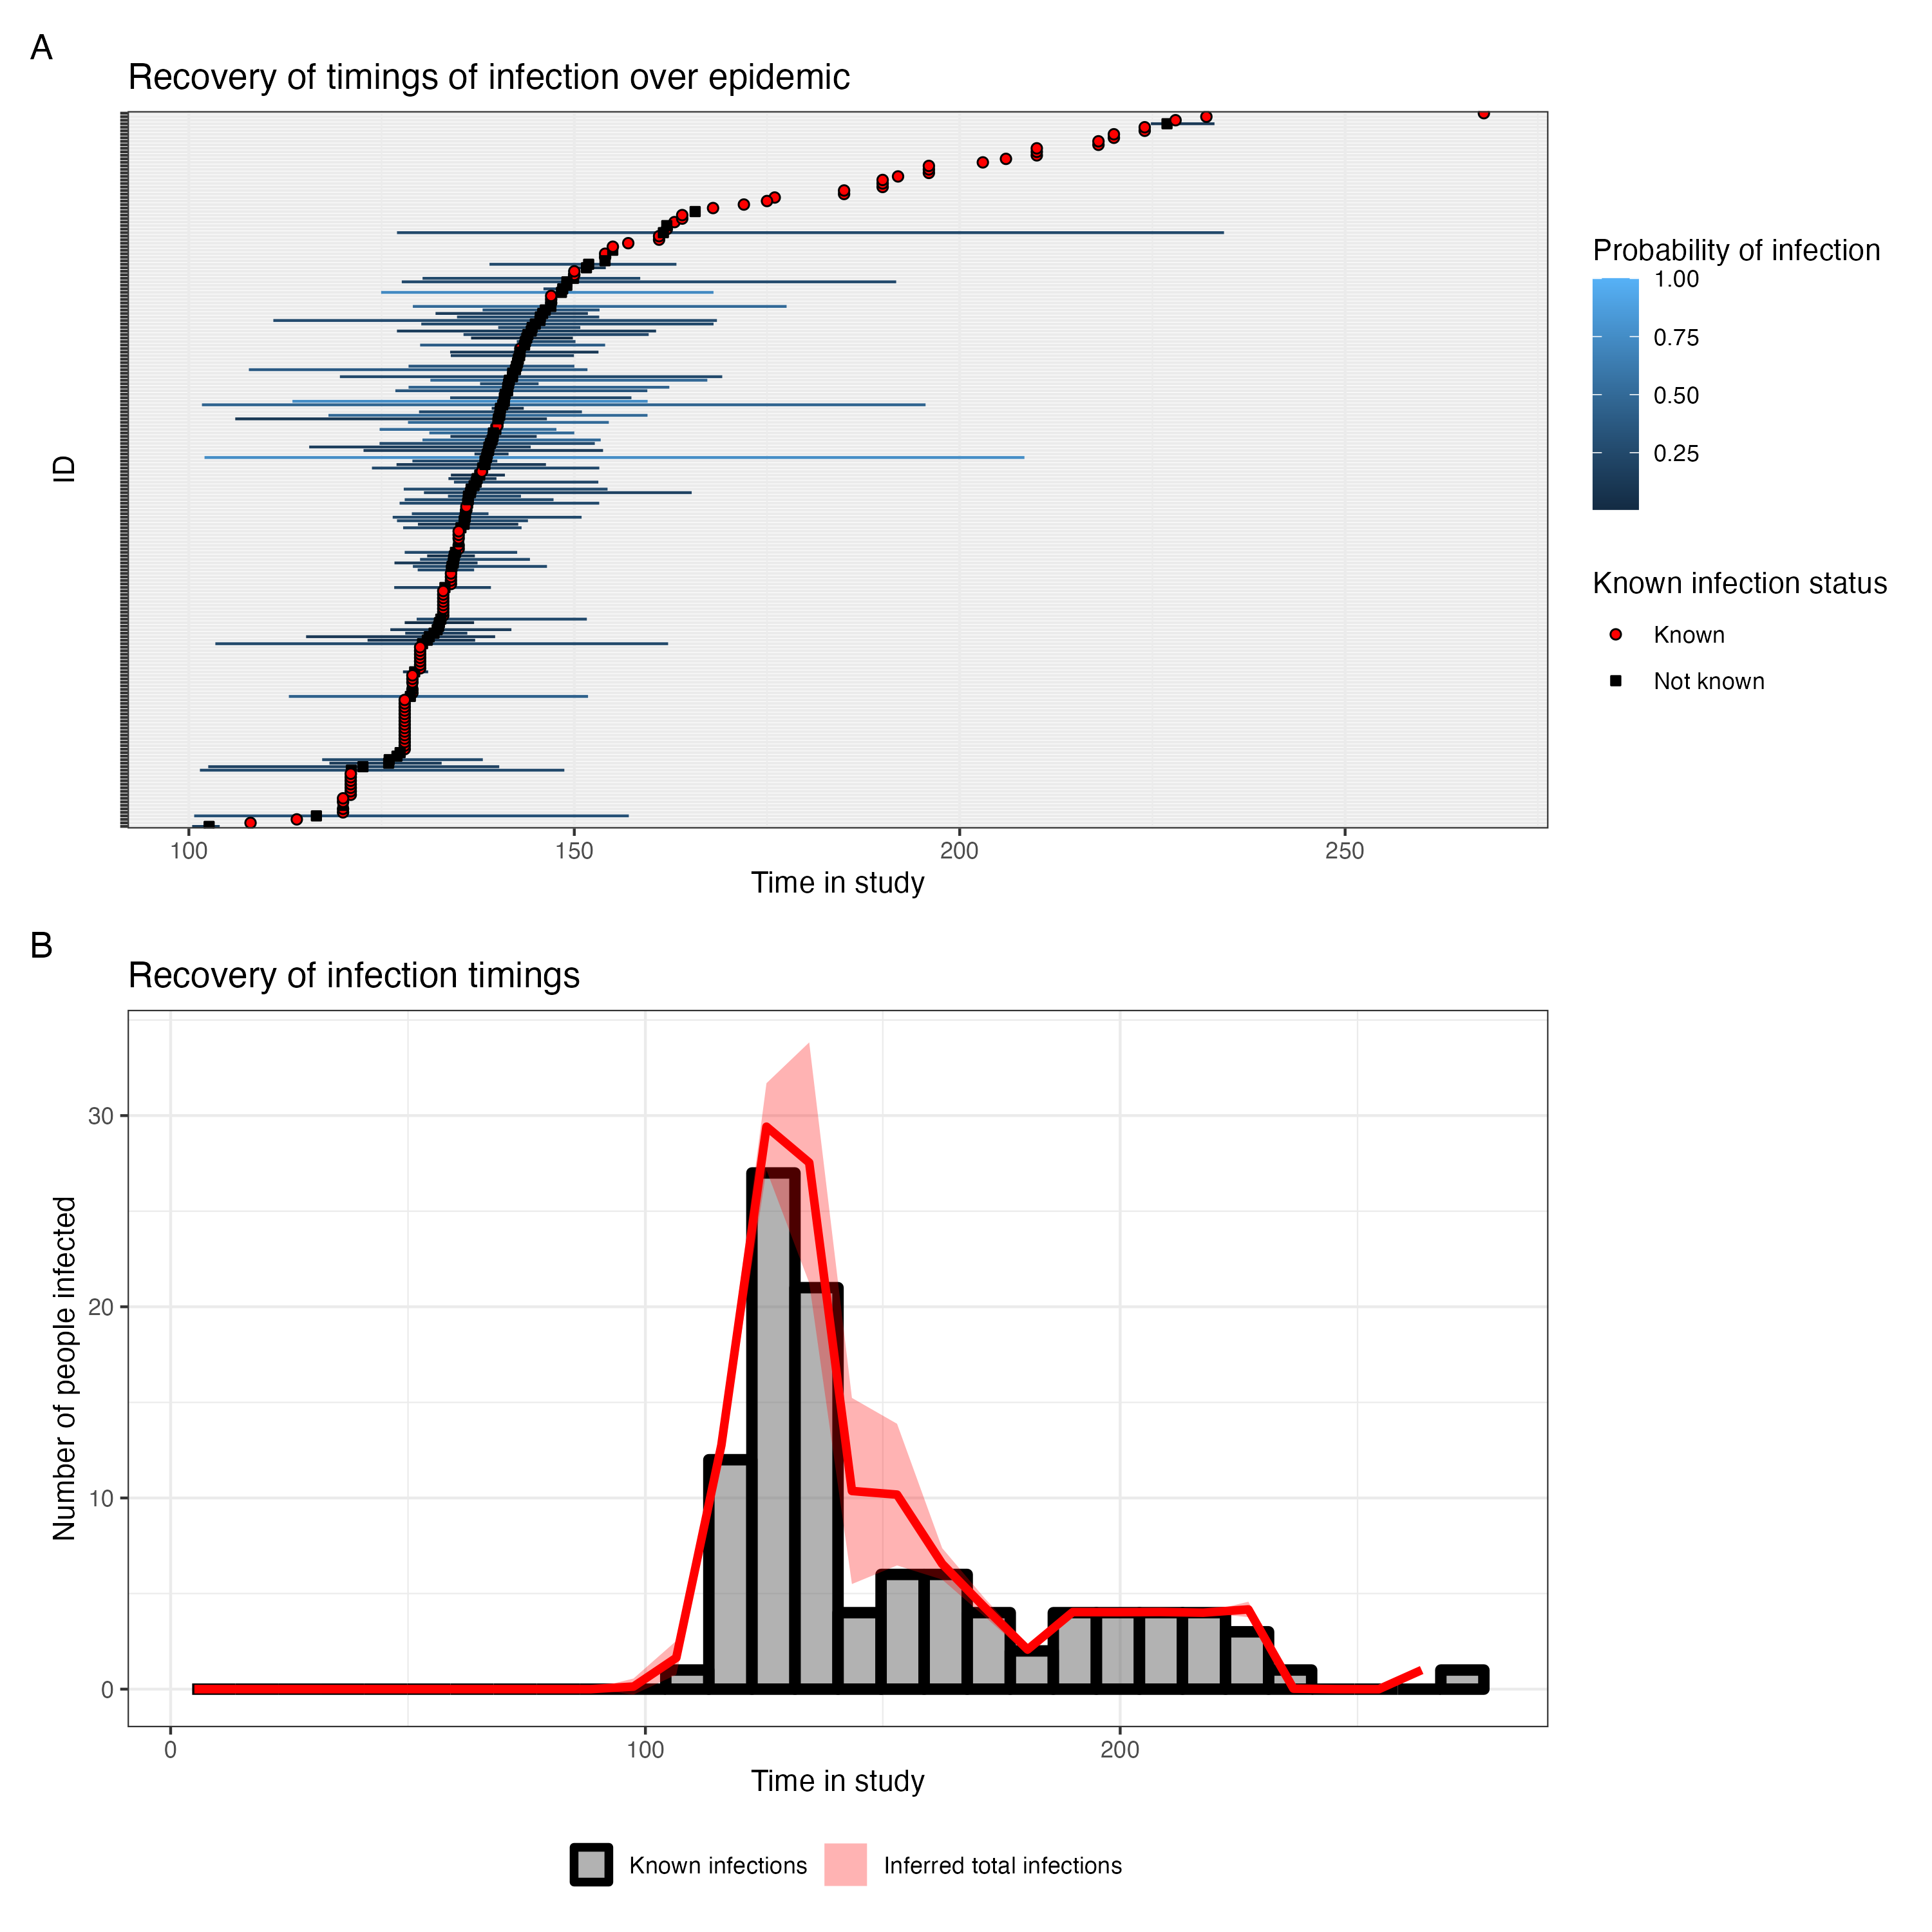 A
Recovery of timings of infection over epidemic
ID
100 150 200 250
Time in study
Probability of infection
1.00
0.75
0.50
0.25
Known infection status
Known
Not known
B
Recovery of infection timings
Number of people infected
30
20
10
0
0 100 200
Time in study
Known infections Inferred total infections